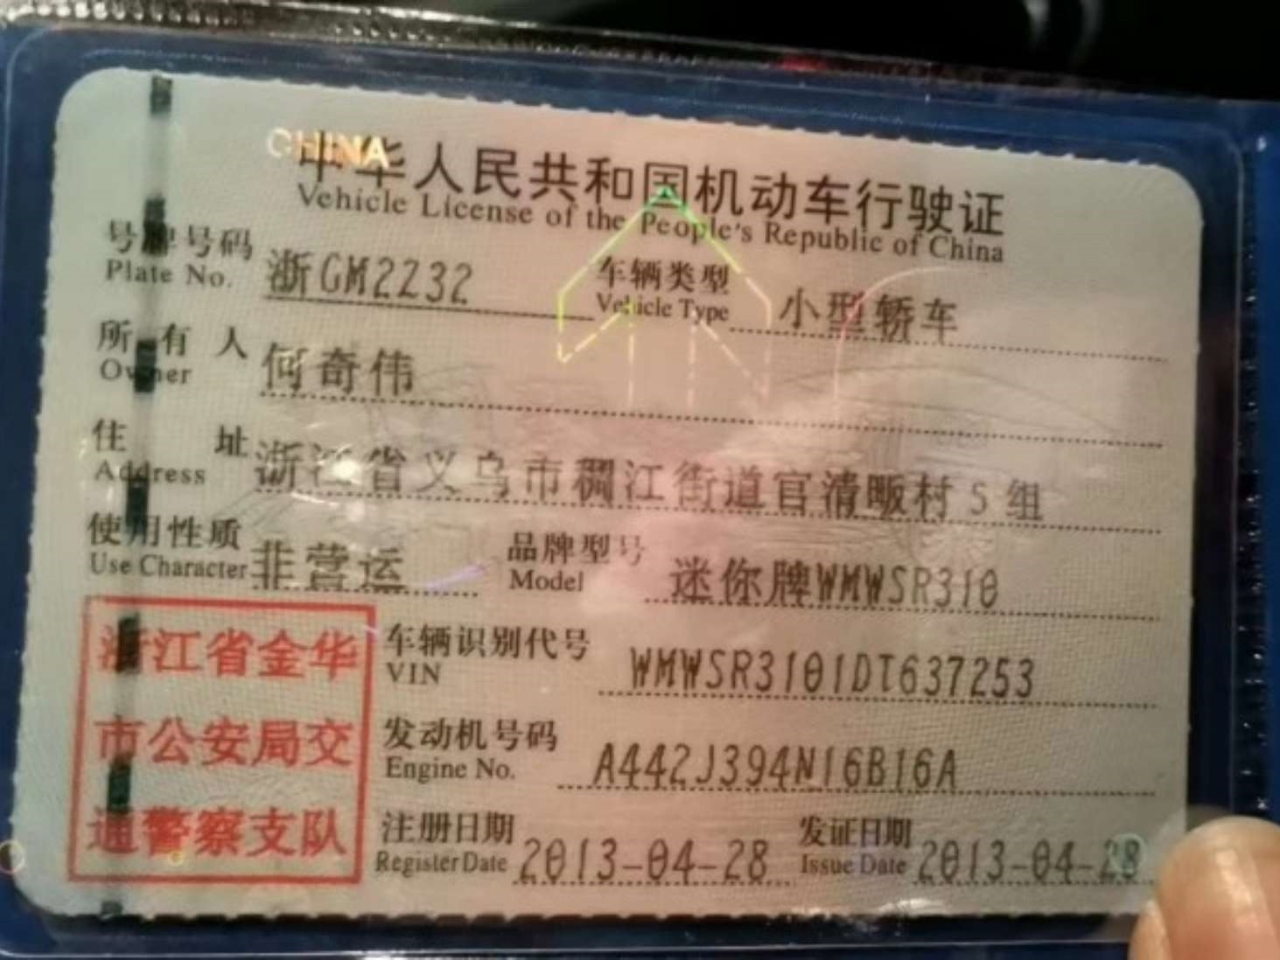 CHINA
中华人民共和国机动车行驶证
Vehicle License of the People's Republic of China
号牌号码 浙GM2232 车辆类型 小型轿车
Plate No. Vehicle Type
所有人 何奇伟
Owner
住址 浙江省义乌市稠江街道官清畈村5组
Address
使用性质 非营运 品牌型号 迷你牌WMWSR310
Use Character Model
浙江省金华
市公安局交
通警察支队
车辆识别代号 WMWSR3101DT637253
VIN
发动机号码 A442J394N16B16A
Engine No.
注册日期 2013-04-28 发证日期 2013-04-28
Register Date Issue Date